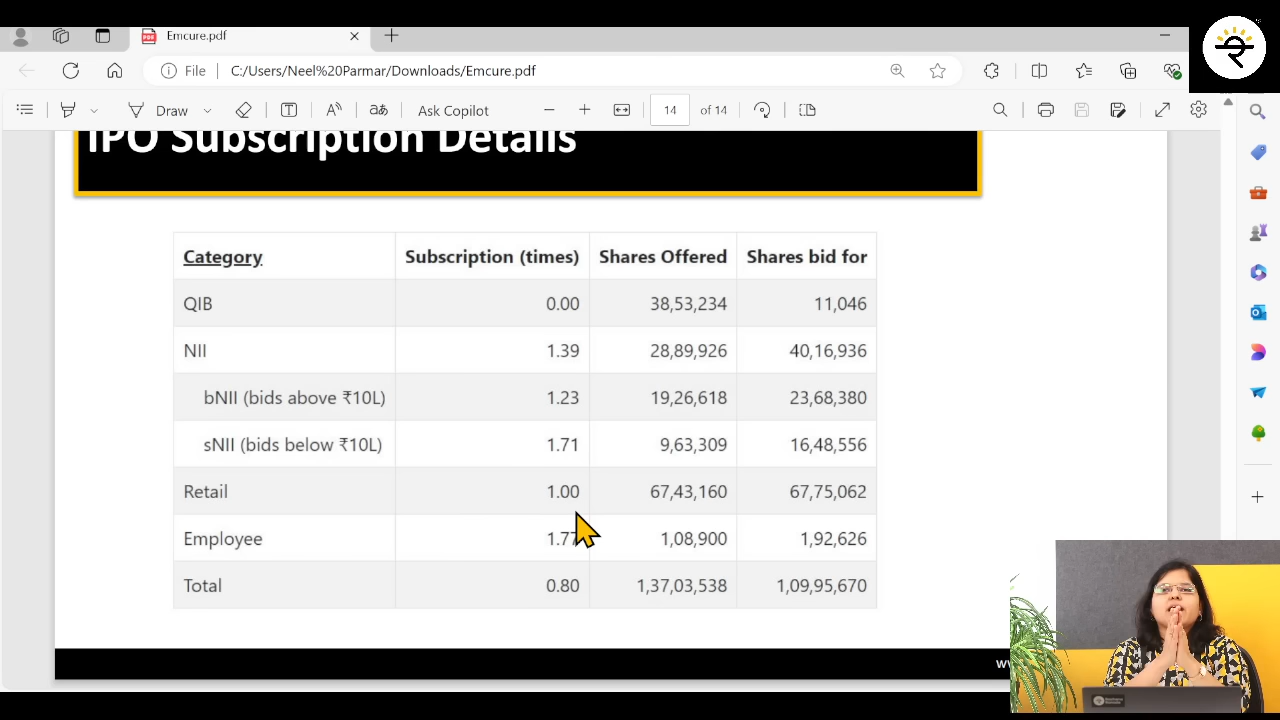 Emcure.pdf
File C:/Users/Neel%20Parmar/Downloads/Emcure.pdf
Draw Ask Copilot 14 of 14
IPO Subscription Details
Category Subscription (times) Shares Offered Shares bid for
QIB 0.00 38,53,234 11,046
NII 1.39 28,89,926 40,16,936
bNII (bids above ₹10L) 1.23 19,26,618 23,68,380
sNII (bids below ₹10L) 1.71 9,63,309 16,48,556
Retail 1.00 67,43,160 67,75,062
Employee 1.77 1,08,900 1,92,626
Total 0.80 1,37,03,538 1,09,95,670